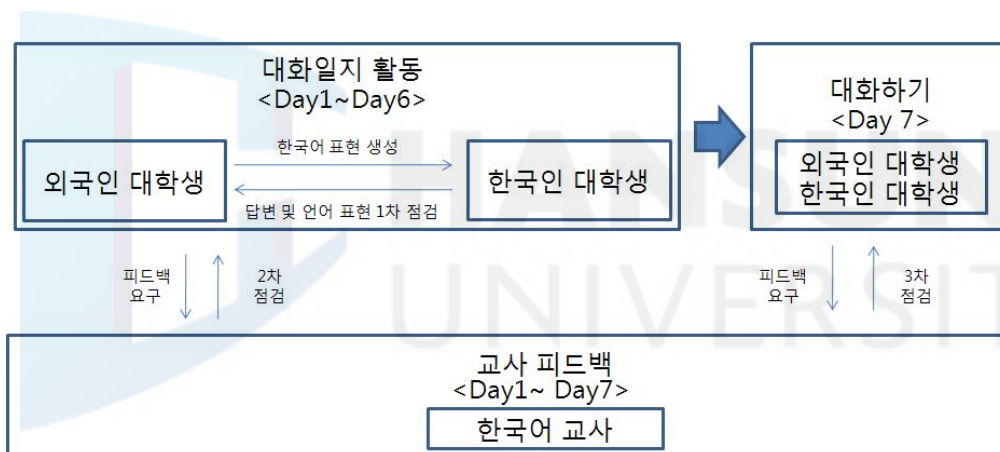 대화일지 활동
<Day1~Day6>
외국인 대학생
한국어 표현 생성
답변 및 언어 표현 1차 점검
한국인 대학생
대화하기
<Day 7>
외국인 대학생
한국인 대학생
피드백
요구
2차
점검
피드백
요구
3차
점검
교사 피드백
<Day1~ Day7>
한국어 교사
HANSUN
UNIVERSIT